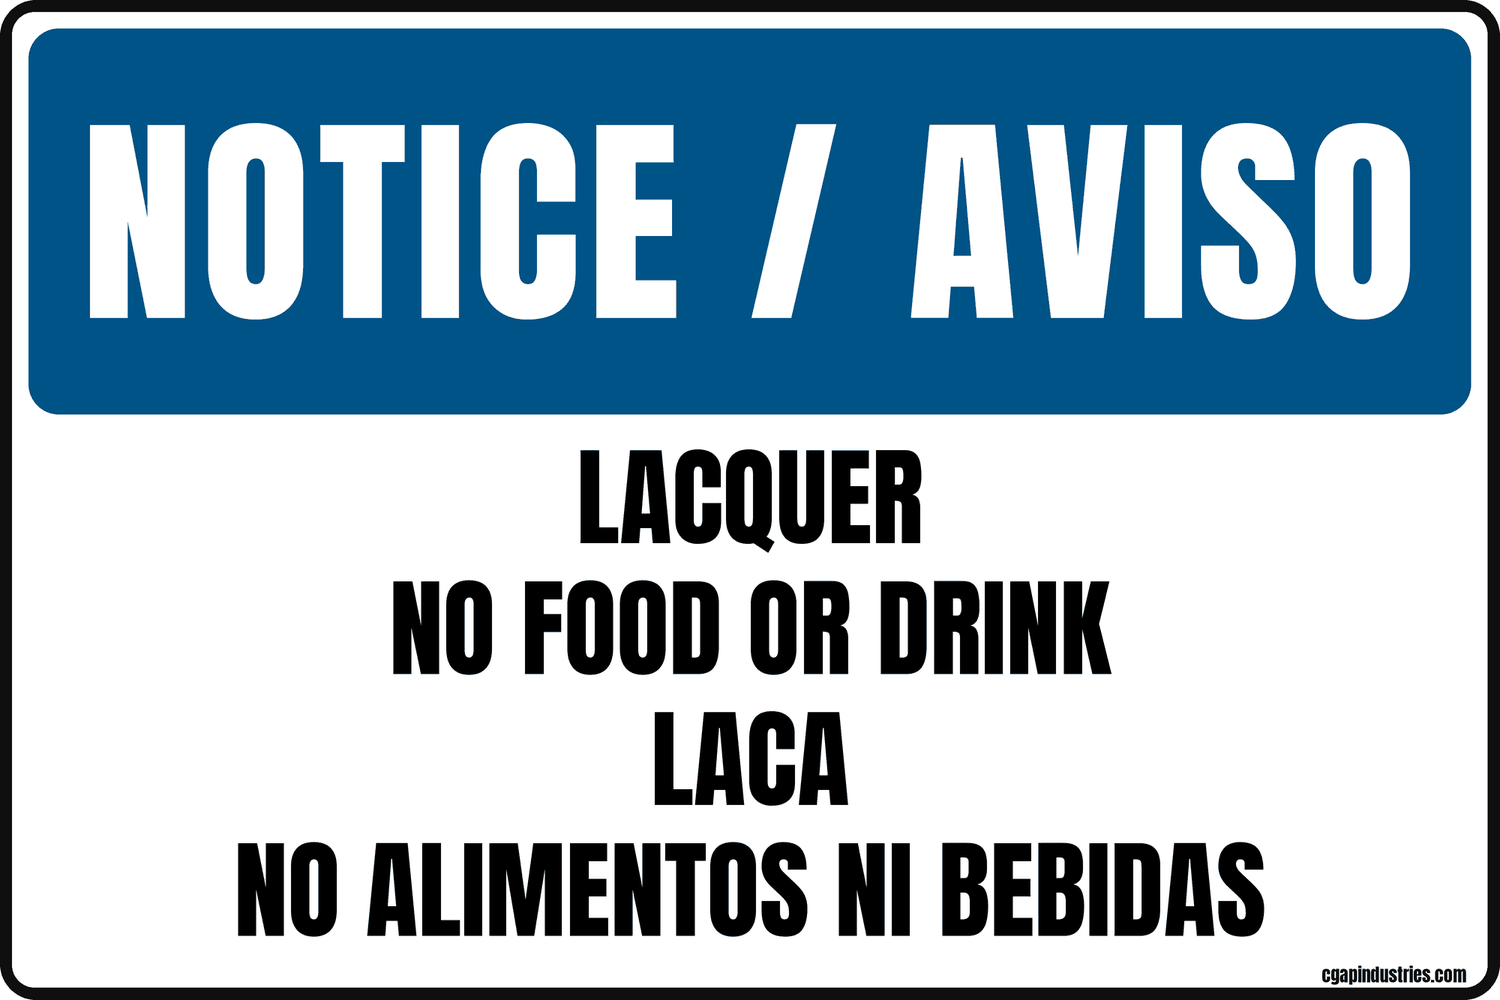 NOTICE / AVISO
LACQUER
NO FOOD OR DRINK
LACA
NO ALIMENTOS NI BEBIDAS
cgapindustries.com